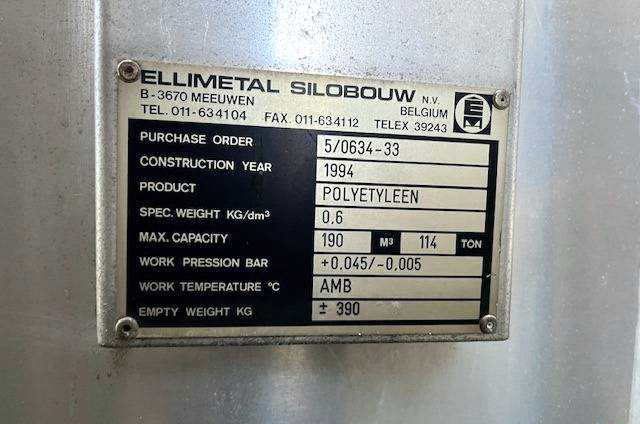 ELLIMETAL SILOBOUW N.V.
B-3670 MEEUWEN BELGIUM
TEL. 011-634104 FAX. 011-634112 TELEX 39243
EM
PURCHASE ORDER 5/0634-33
CONSTRUCTION YEAR 1994
PRODUCT POLYETYLEEN
SPEC. WEIGHT KG/dm³ 0.6
MAX. CAPACITY 190 M³ 114 TON
WORK PRESSION BAR +0,045/-0,005
WORK TEMPERATURE °C AMB
EMPTY WEIGHT KG ± 390